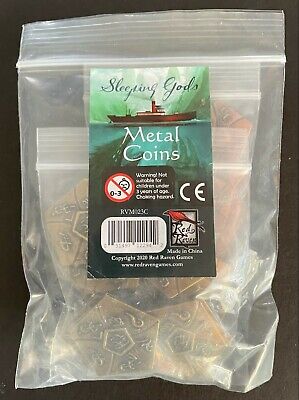 Sleeping Gods
Metal
Coins
0-3
Warning! Not
suitable for
children under
3 years of age.
Choking hazard.
CE
RVM023C
Red
Raven
Made in China
Copyright 2020 Red Raven Games
www.redravengames.com